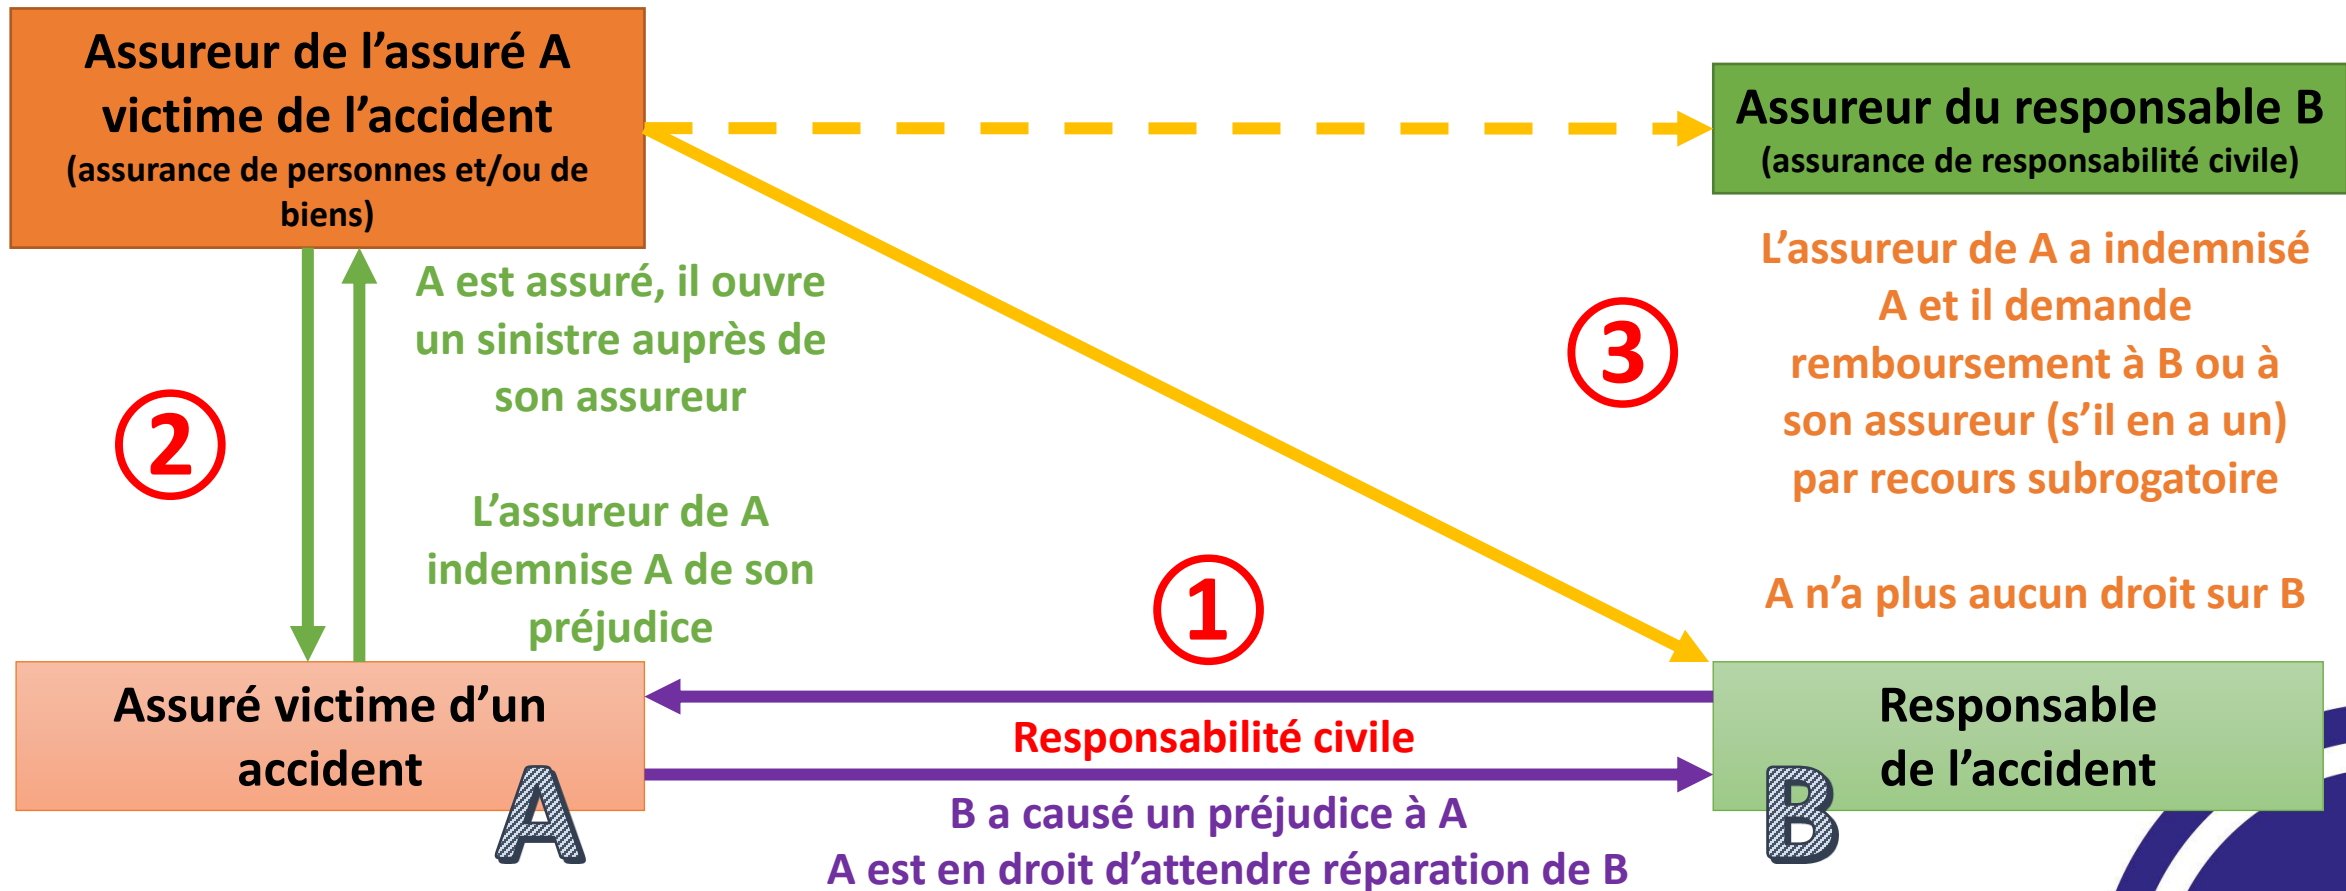 Assureur de l’assuré A
victime de l’accident
(assurance de personnes et/ou de
biens)
Assureur du responsable B
(assurance de responsabilité civile)
A est assuré, il ouvre
un sinistre auprès de
son assureur
2
L’assureur de A
indemnise A de son
préjudice
3
L’assureur de A a indemnisé
A et il demande
remboursement à B ou à
son assureur (s’il en a un)
par recours subrogatoire
A n’a plus aucun droit sur B
1
Assuré victime d’un
accident
A
Responsabilité civile
B a causé un préjudice à A
A est en droit d’attendre réparation de B
Responsable
de l’accident
B